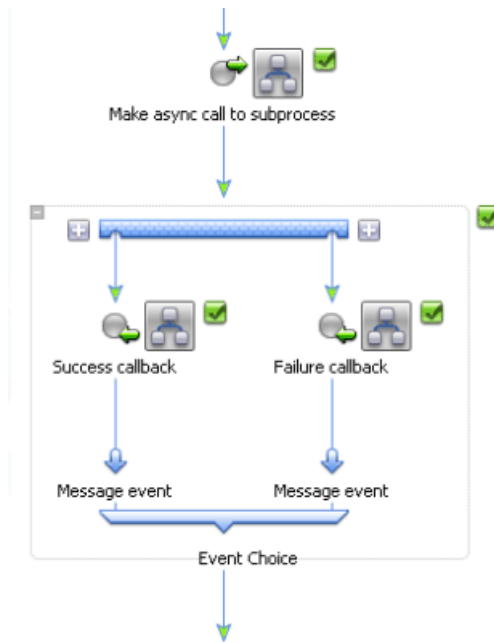 Make async call to subprocess
Success callback
Failure callback
Message event
Message event
Event Choice